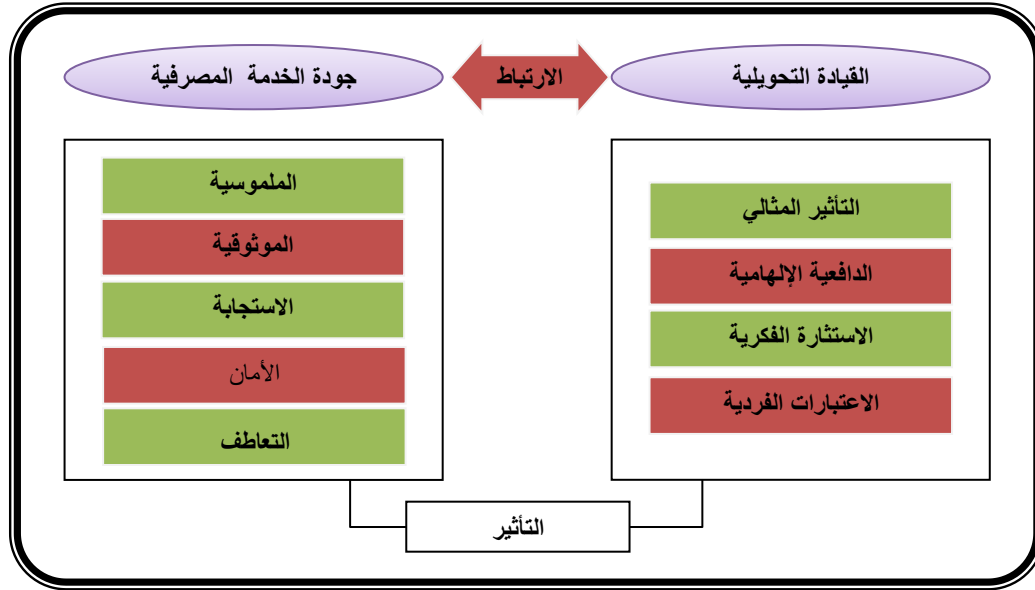 القيادة التحويلية
الارتباط
جودة الخدمة المصرفية
التأثير المثالي
الدافعية الإلهامية
الاستثارة الفكرية
الاعتبارات الفردية
الملموسية
الموثوقية
الاستجابة
الأمان
التعاطف
التأثير